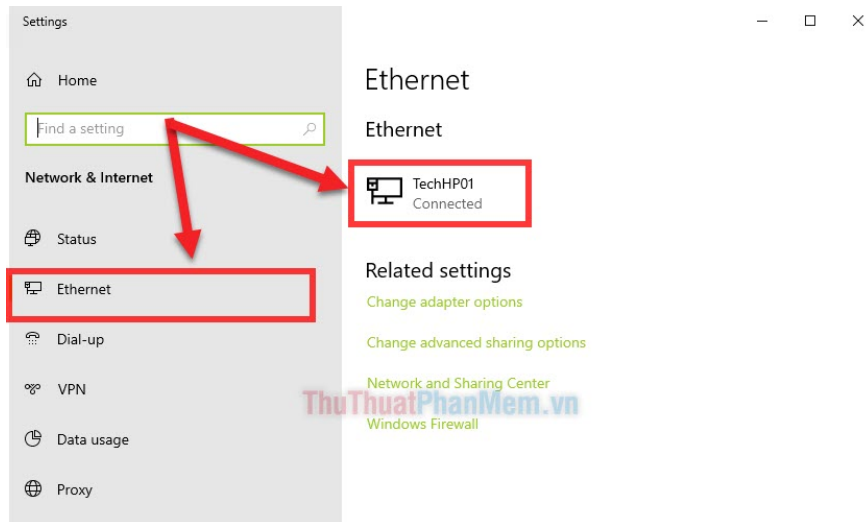 Settings
Home
Find a setting
Network & Internet
Status
Ethernet
Dial-up
VPN
Data usage
Proxy
Ethernet
Ethernet
TechHP01
Connected
Related settings
Change adapter options
Change advanced sharing options
Network and Sharing Center
Windows Firewall
ThuThuatPhanMem.vn